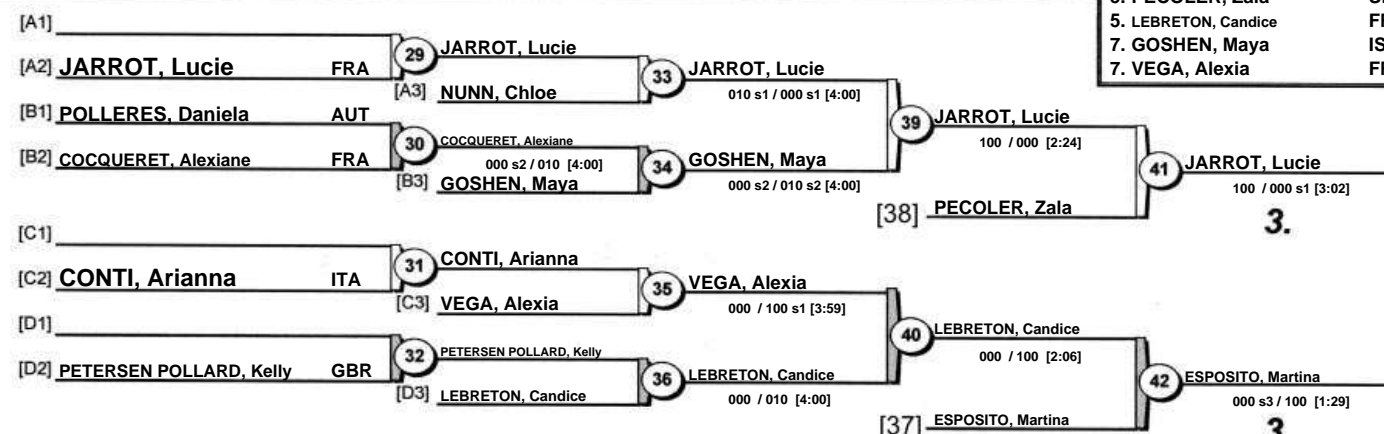 5. LEBRETON, Candice
7. GOSHEN, Maya
7. VEGA, Alexia
[A1]
[A2] JARROT, Lucie FRA
29
JARROT, Lucie
[A3] NUNN, Chloe
33
JARROT, Lucie
010 s1 / 000 s1 [4:00]
[B1] POLLERES, Daniela AUT
[B2] COCQUERET, Alexiane FRA
30
COCQUERET, Alexiane
000 s2 / 010 [4:00]
[B3] GOSHEN, Maya
34
GOSHEN, Maya
000 s2 / 010 s2 [4:00]
39
JARROT, Lucie
100 / 000 [2:24]
[38] PECOLER, Zala
41
JARROT, Lucie
100 / 000 s1 [3:02]
3.
[C1]
[C2] CONTI, Arianna ITA
31
CONTI, Arianna
[C3] VEGA, Alexia
35
VEGA, Alexia
000 / 100 s1 [3:59]
[D1]
[D2] PETERSEN POLLARD, Kelly GBR
32
PETERSEN POLLARD, Kelly
[D3] LEBRETON, Candice
36
LEBRETON, Candice
000 / 010 [4:00]
40
LEBRETON, Candice
000 / 100 [2:06]
[37] ESPOSITO, Martina
42
ESPOSITO, Martina
000 s3 / 100 [1:29]
3